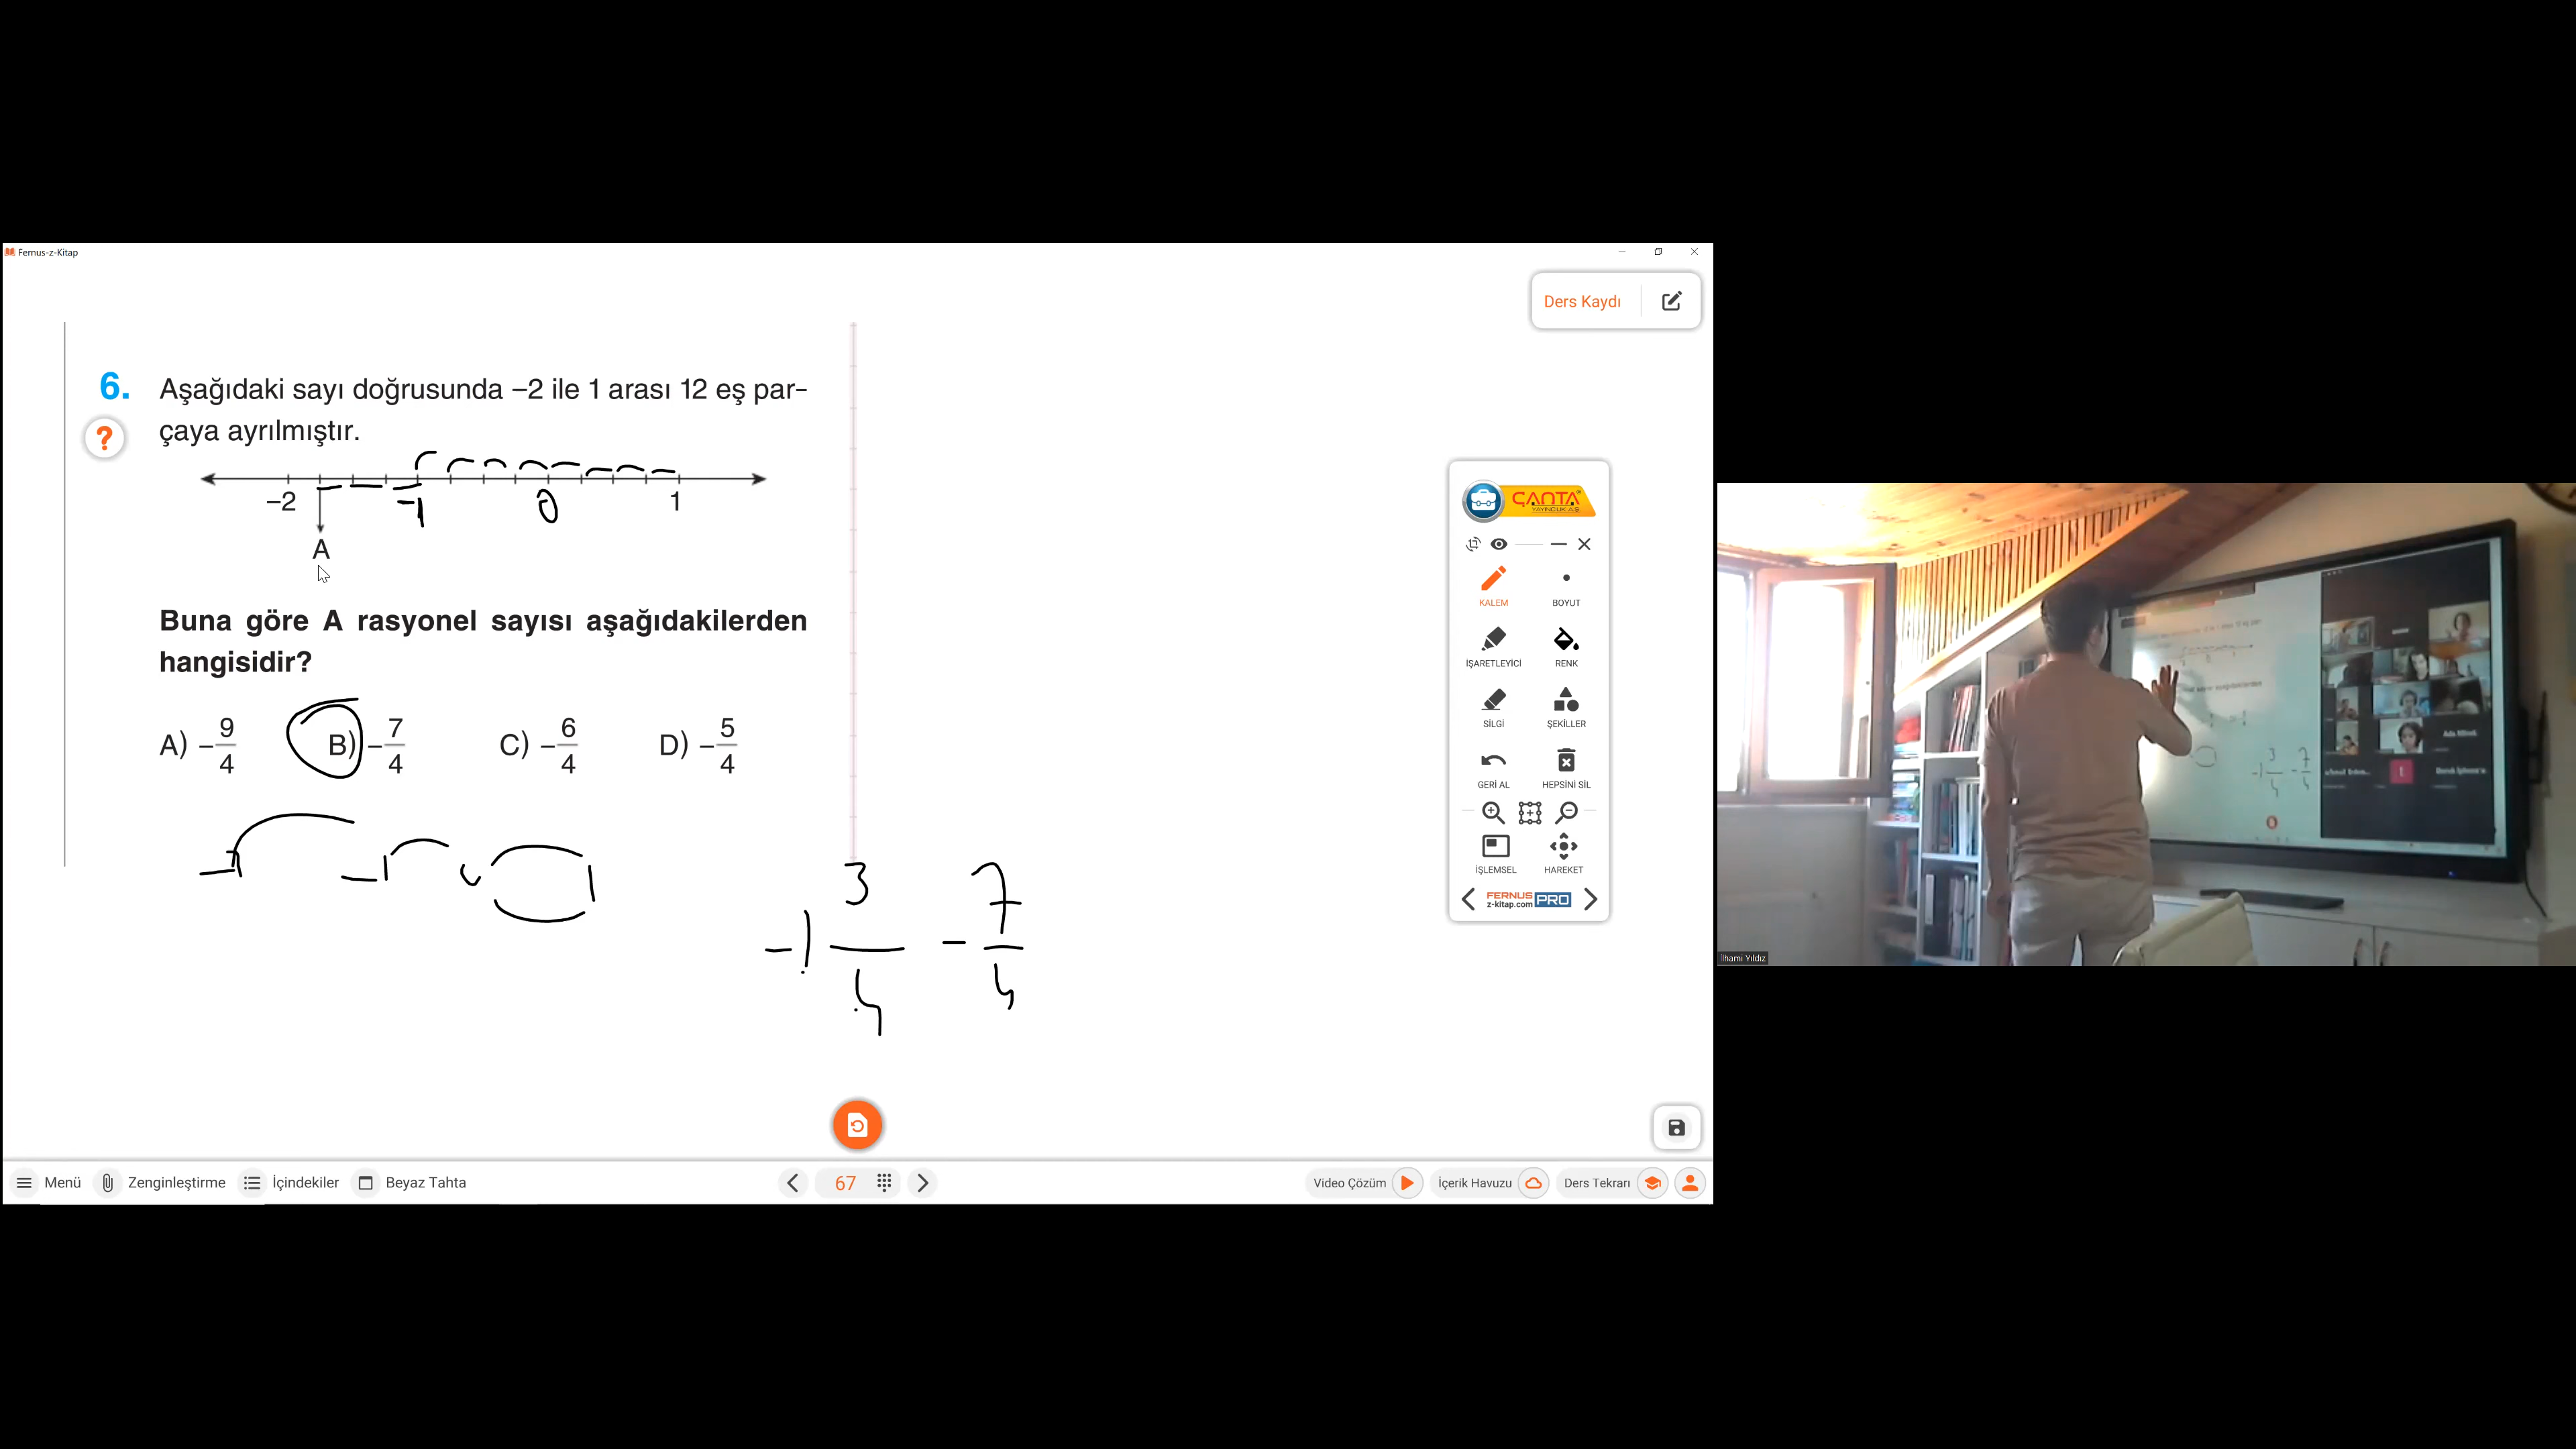 Fernus-z-Kitap
Ders Kaydı
6. Aşağıdaki sayı doğrusunda –2 ile 1 arası 12 eş par-
çaya ayrılmıştır.
?
–2 -1 0 1
A
Buna göre A rasyonel sayısı aşağıdakilerden
hangisidir?
A) –9/4 B) –7/4 C) –6/4 D) –5/4
-1 3/4 -7/4
ÇANTA
YAYINCILIK A.Ş.
KALEM BOYUT
İŞARETLEYİCİ RENK
SİLGİ ŞEKİLLER
GERİ AL HEPSİNİ SİL
İŞLEMSEL HAREKET
FERNUS
z-kitap.com PRO
İlhami Yıldız
Menü Zenginleştirme İçindekiler Beyaz Tahta 67 Video Çözüm İçerik Havuzu Ders Tekrarı